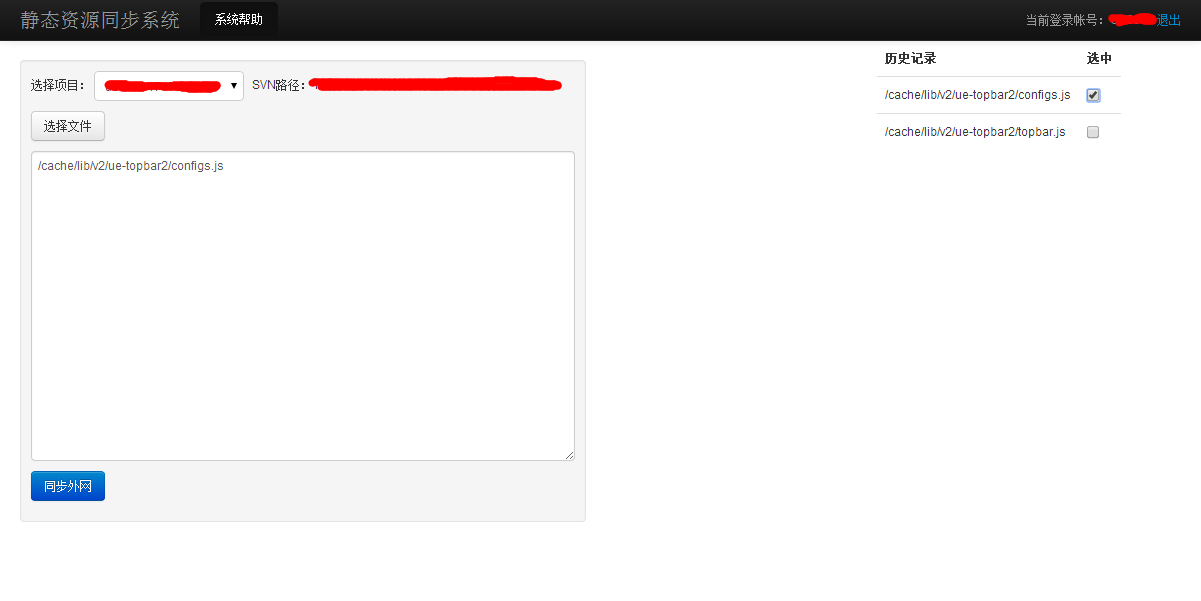 静态资源同步系统 系统帮助 当前登录帐号： 退出
选择项目： SVN路径：
选择文件
/cache/lib/v2/ue-topbar2/configs.js
同步外网
历史记录 选中
/cache/lib/v2/ue-topbar2/configs.js
/cache/lib/v2/ue-topbar2/topbar.js